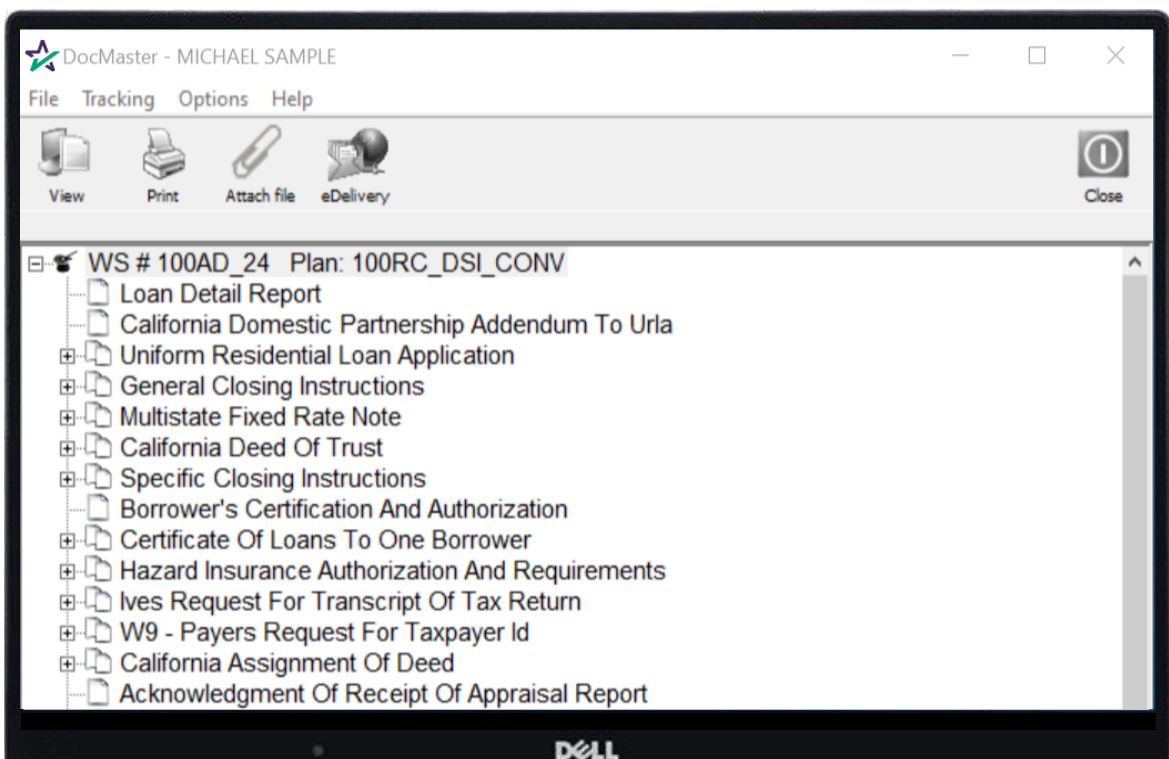 DocMaster - MICHAEL SAMPLE
File Tracking Options Help
View Print Attach file eDelivery Close
WS # 100AD_24 Plan: 100RC_DSI_CONV
Loan Detail Report
California Domestic Partnership Addendum To Urla
Uniform Residential Loan Application
General Closing Instructions
Multistate Fixed Rate Note
California Deed Of Trust
Specific Closing Instructions
Borrower's Certification And Authorization
Certificate Of Loans To One Borrower
Hazard Insurance Authorization And Requirements
Ives Request For Transcript Of Tax Return
W9 - Payers Request For Taxpayer Id
California Assignment Of Deed
Acknowledgment Of Receipt Of Appraisal Report
DELL